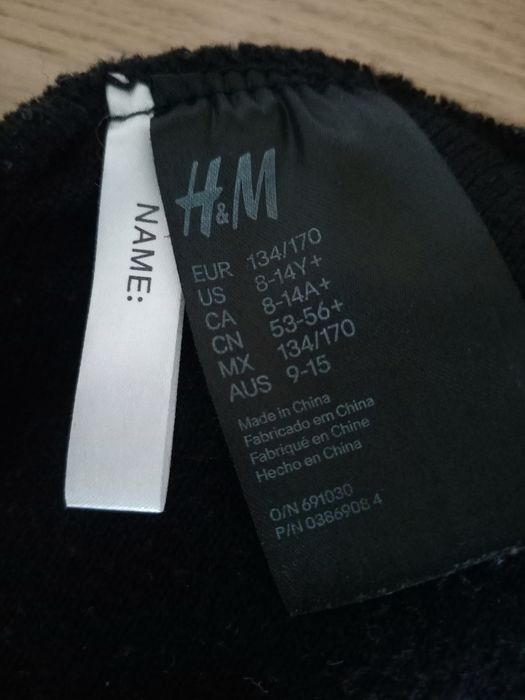 NAME:
H&M
EUR 134/170
US 8-14Y+
CA 8-14A+
CN 53-56+
MX 134/170
AUS 9-15
Made in China
Fabricado em China
Fabriqué en Chine
Hecho en China
O/N 691030
P/N 0386908 4